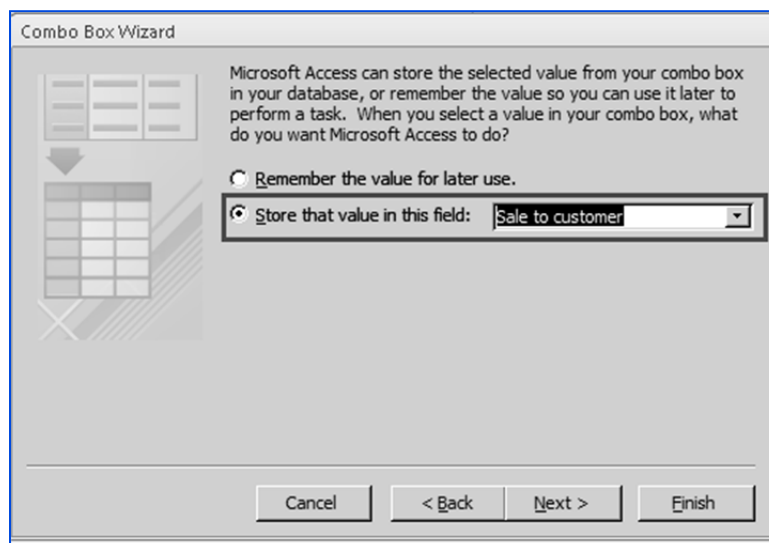 Combo Box Wizard
Microsoft Access can store the selected value from your combo box
in your database, or remember the value so you can use it later to
perform a task. When you select a value in your combo box, what
do you want Microsoft Access to do?
Remember the value for later use.
Store that value in this field: Sale to customer
Cancel < Back Next > Finish